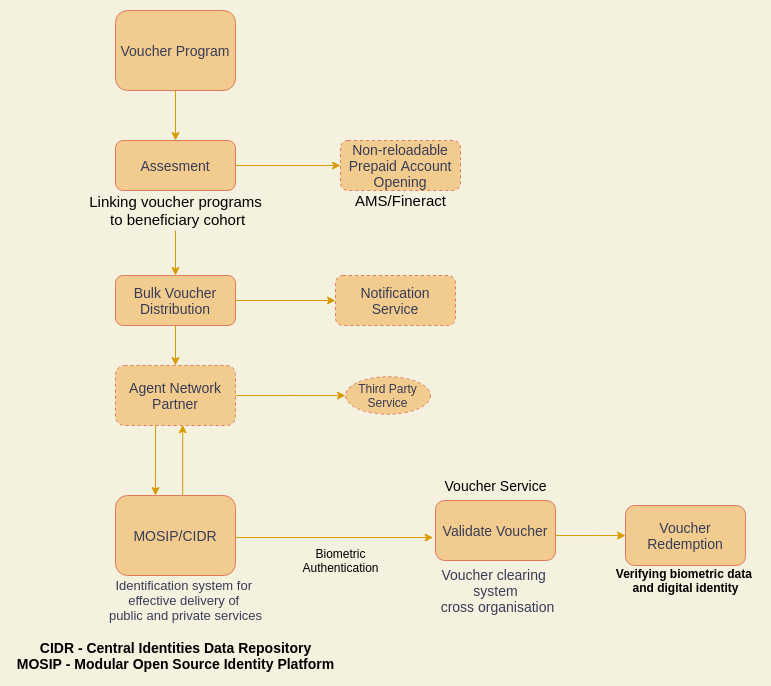 Voucher Program
Assesment
Non-reloadable
Prepaid Account
Opening
Linking voucher programs
to beneficiary cohort
AMS/Fineract
Bulk Voucher
Distribution
Notification
Service
Agent Network
Partner
Third Party
Service
Voucher Service
MOSIP/CIDR
Biometric
Authentication
Validate Voucher
Voucher
Redemption
Identification system for
effective delivery of
public and private services
Voucher clearing
system
cross organisation
Verifying biometric data
and digital identity
CIDR - Central Identities Data Repository
MOSIP - Modular Open Source Identity Platform